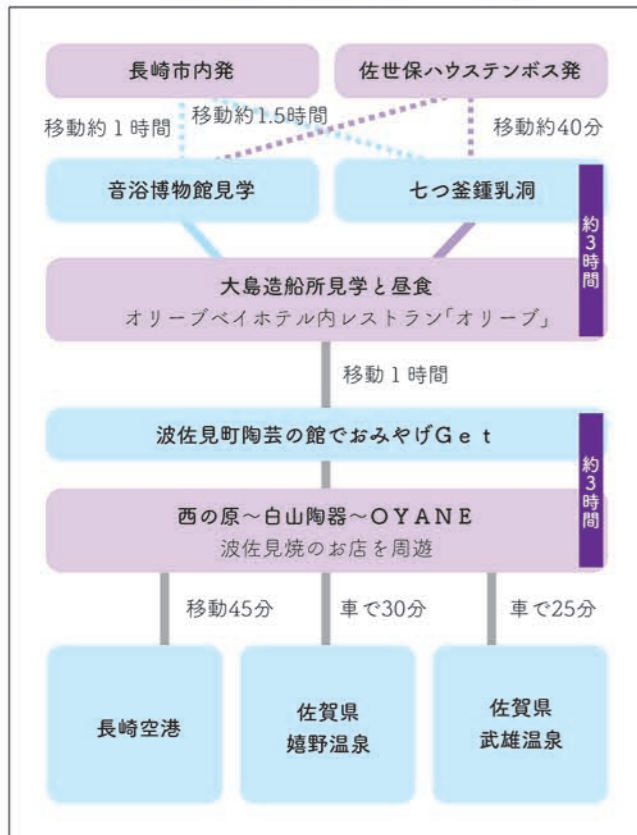 長崎市内発
佐世保ハウステンボス発
移動約1時間
移動約1.5時間
移動約40分
音浴博物館見学
七つ釜鍾乳洞
約3時間
大島造船所見学と昼食
オリーブベイホテル内レストラン「オリーブ」
移動1時間
波佐見町陶芸の館でおみやげGet
約3時間
西の原～白山陶器～OYANE
波佐見焼のお店を周遊
移動45分
車で30分
車で25分
長崎空港
佐賀県
嬉野温泉
佐賀県
武雄温泉